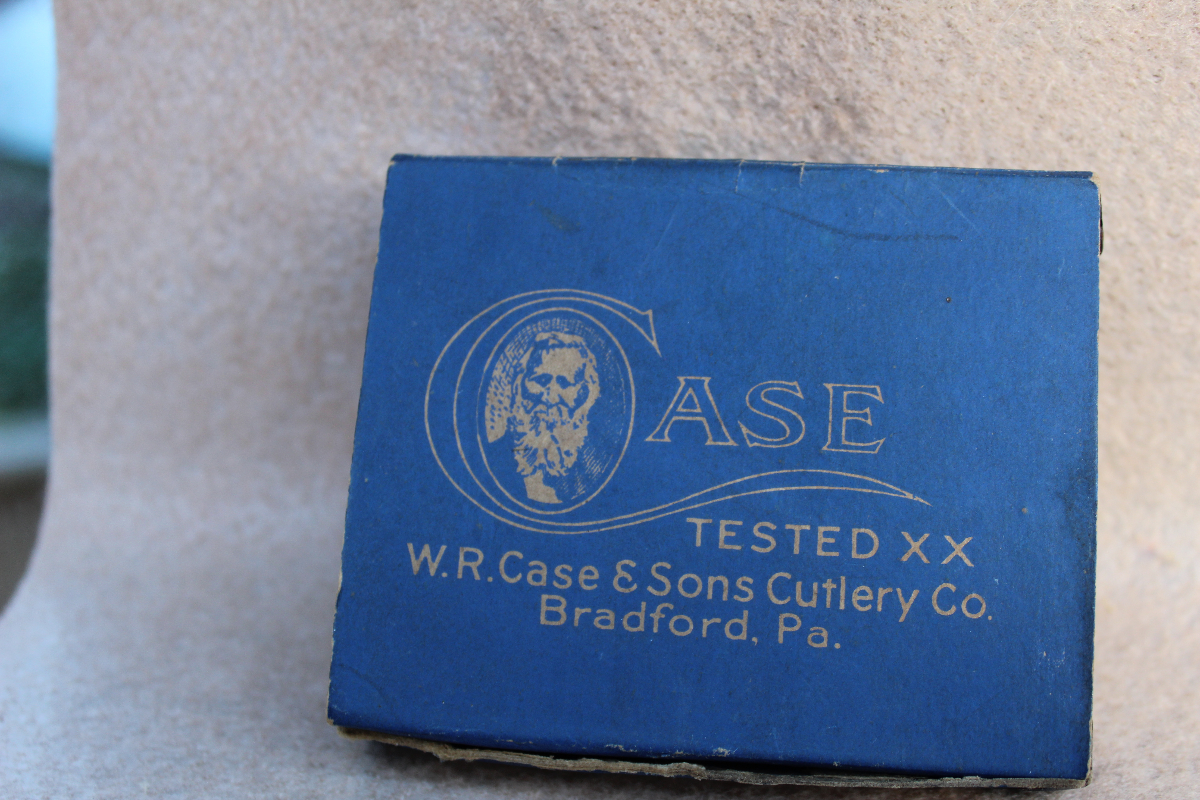 CASE
TESTED XX
W.R. Case & Sons Cutlery Co.
Bradford, Pa.